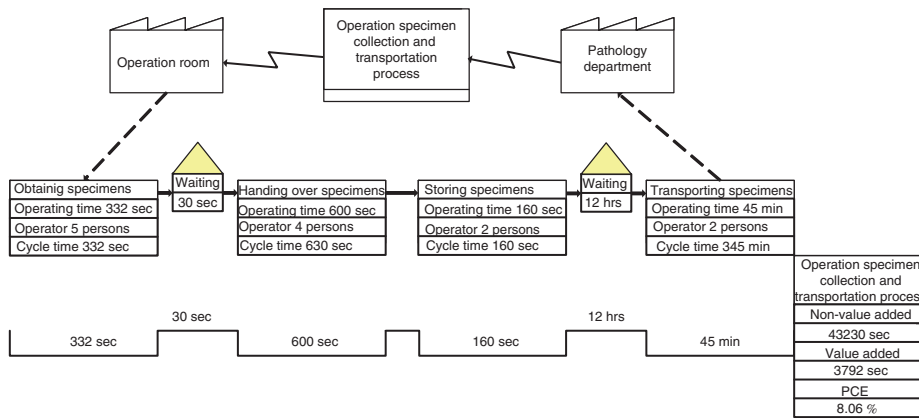 Operation room
Operation specimen
collection and
transportation
process
Pathology
department
Obtainig specimens
Operating time 332 sec
Operator 5 persons
Cycle time 332 sec
Waiting
30 sec
Handing over specimens
Operating time 600 sec
Operator 4 persons
Cycle time 630 sec
Storing specimens
Operating time 160 sec
Operator 2 persons
Cycle time 160 sec
Waiting
12 hrs
Transporting specimens
Operating time 45 min
Operator 2 persons
Cycle time 345 min
332 sec
30 sec
600 sec
160 sec
12 hrs
45 min
Operation specimen
collection and
transportation process
Non-value added
43230 sec
Value added
3792 sec
PCE
8.06 %